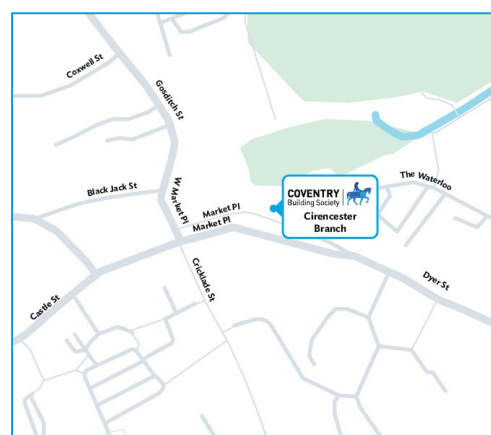 Coxwell St
Gosditch St
Black Jack St
W Market Pl
Market Pl
Market Pl
COVENTRY
Building Society
Cirencester
Branch
The Waterloo
Castle St
Cricklade St
Dyer St